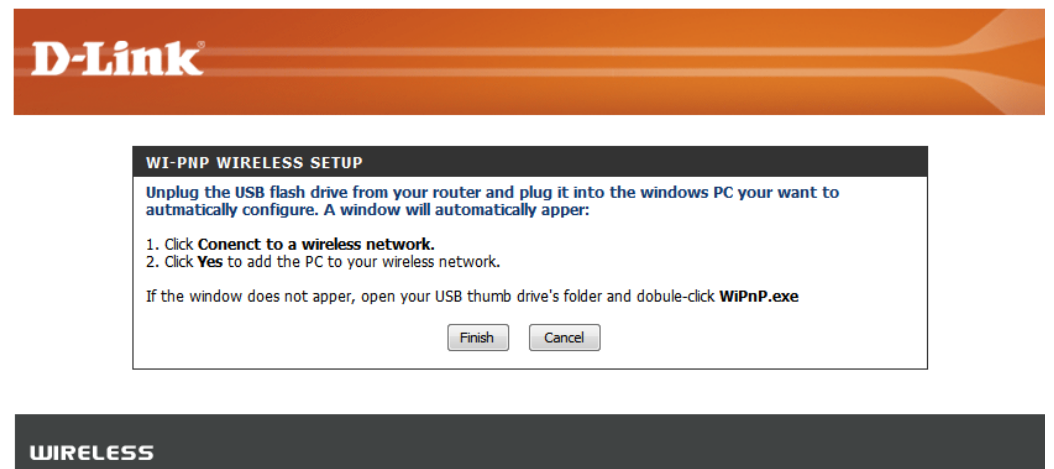 D-Link®
WI-PNP WIRELESS SETUP
Unplug the USB flash drive from your router and plug it into the windows PC your want to
autmatically configure. A window will automatically apper:
1. Click Conenct to a wireless network.
2. Click Yes to add the PC to your wireless network.
If the window does not apper, open your USB thumb drive's folder and dobule-click WiPnP.exe
Finish Cancel
WIRELESS